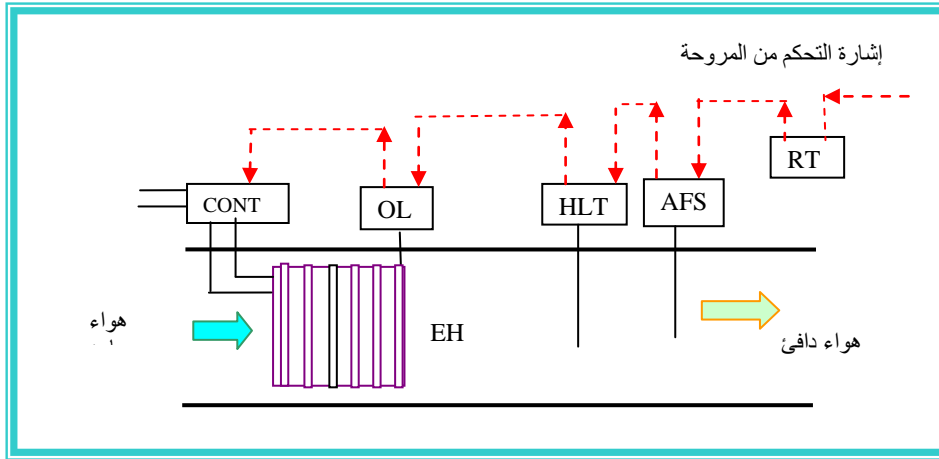 إشارة التحكم من المروحة
RT
CONT
OL
HLT
AFS
EH
هواء
هواء دافئ